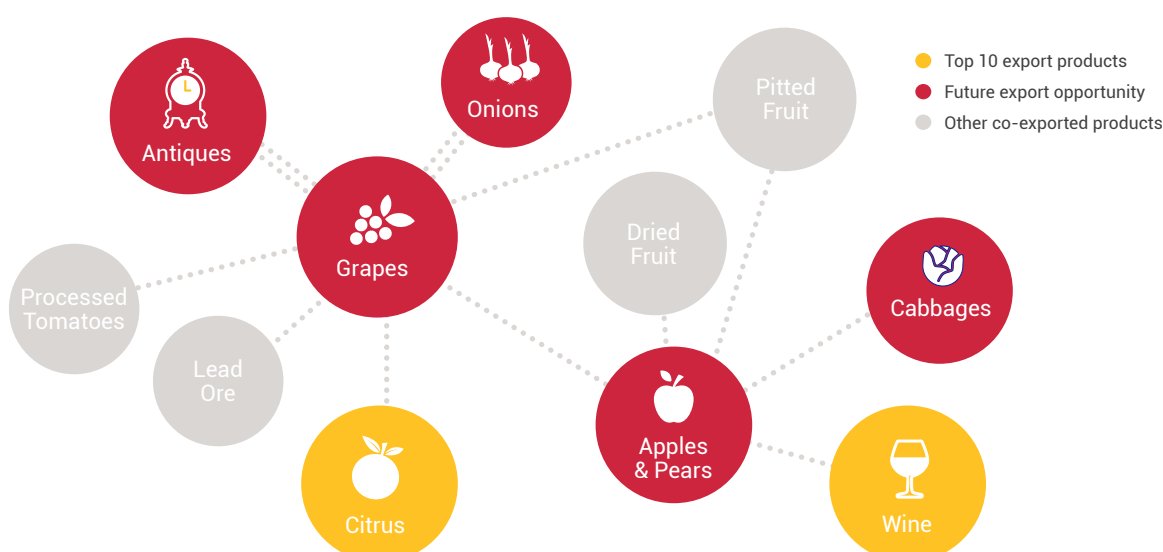 Antiques
Onions
Pitted
Fruit
Top 10 export products
Future export opportunity
Other co-exported products
Grapes
Dried
Fruit
Cabbages
Processed
Tomatoes
Lead
Ore
Apples
& Pears
Citrus
Wine